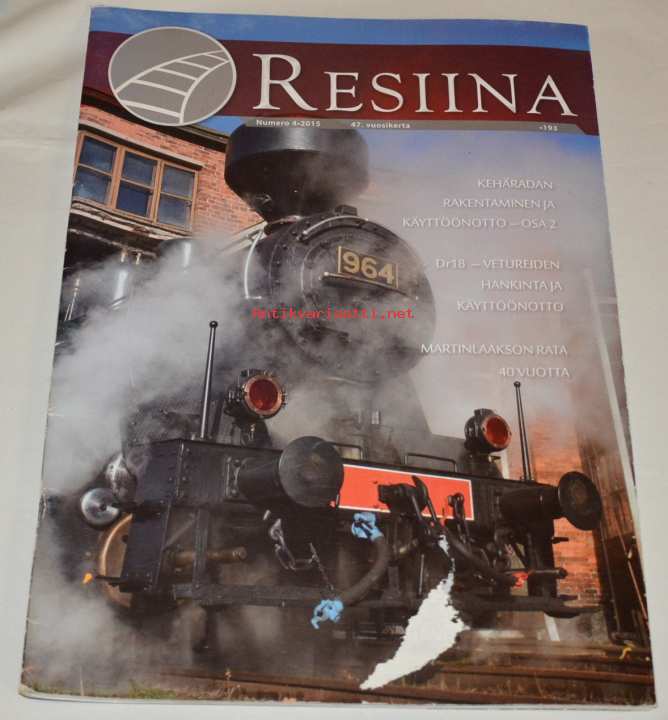 RESIINA
Numero 4•2015 47. vuosikerta •193
KEHÄRADAN
RAKENTAMINEN JA
KÄYTTÖÖNOTTO – OSA 2
Dr18 – VETUREIDEN
HANKINTA JA
KÄYTTÖÖNOTTO
MARTINLAAKSON RATA
40 VUOTTA
964
Antikvariaatti.net